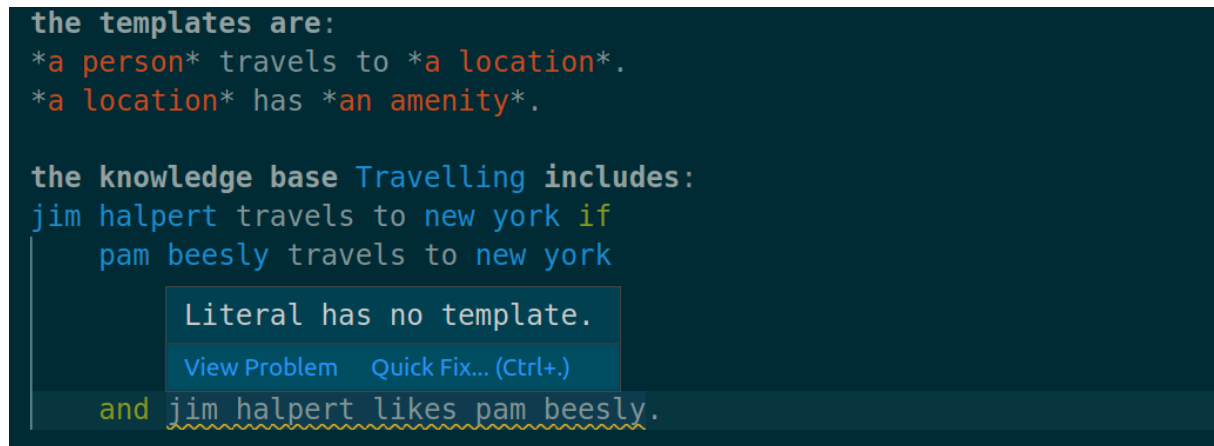 the templates are:
*a person* travels to *a location*.
*a location* has *an amenity*.
the knowledge base Travelling includes:
jim halpert travels to new york if
pam beesly travels to new york
Literal has no template.
View Problem Quick Fix... (Ctrl+.)
and jim halpert likes pam beesly.